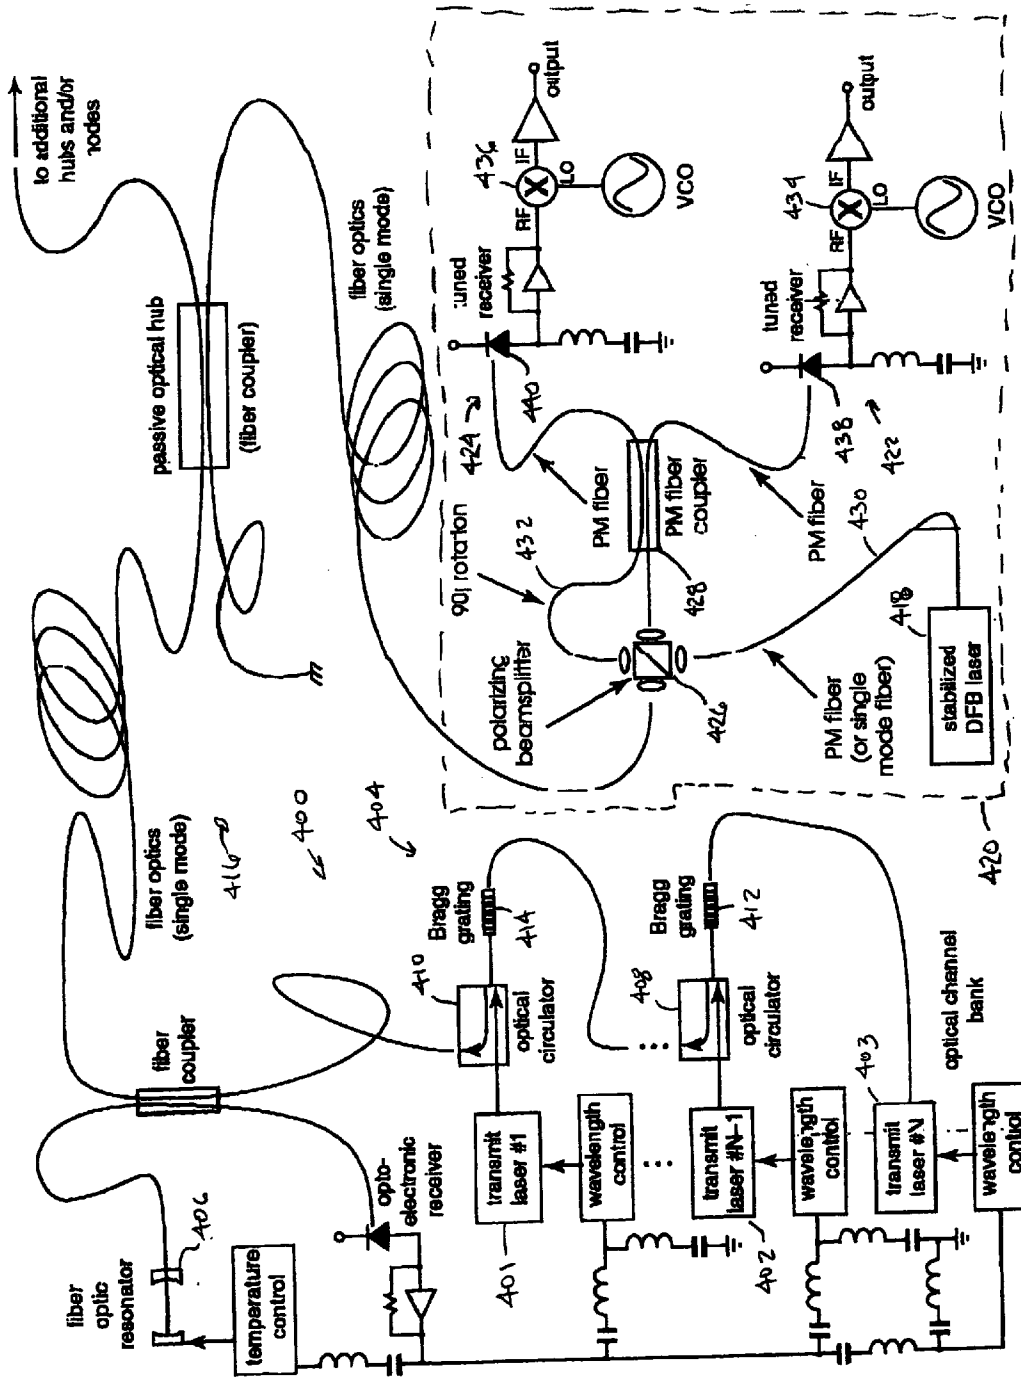 to additional
hubs and/or
nodes
passive optical hub
(fiber coupler)
fiber optics
(single mode)
fiber optics
(single mode)
416
400
404
fiber
coupler
fiber
optic
resonator
406
temperature
control
opto-
electronic
receiver
Bragg
grating
414
410
optical
circulator
transmit
laser #1
401
wavelength
control
Bragg
grating
412
408
optical
circulator
transmit
laser #N-1
402
wavelength
control
403
transmit
laser #N
wavelength
control
optical channel
bank
420
polarizing
beamsplitter
426
90¡ rotation
432
PM fiber
PM fiber
coupler
428
PM fiber
430
PM fiber
(or single
mode fiber)
418
stabilized
DFB laser
424
tuned
receiver
440
RF
436
IF
LO
VCO
output
422
tuned
receiver
438
RF
434
IF
LO
VCO
output